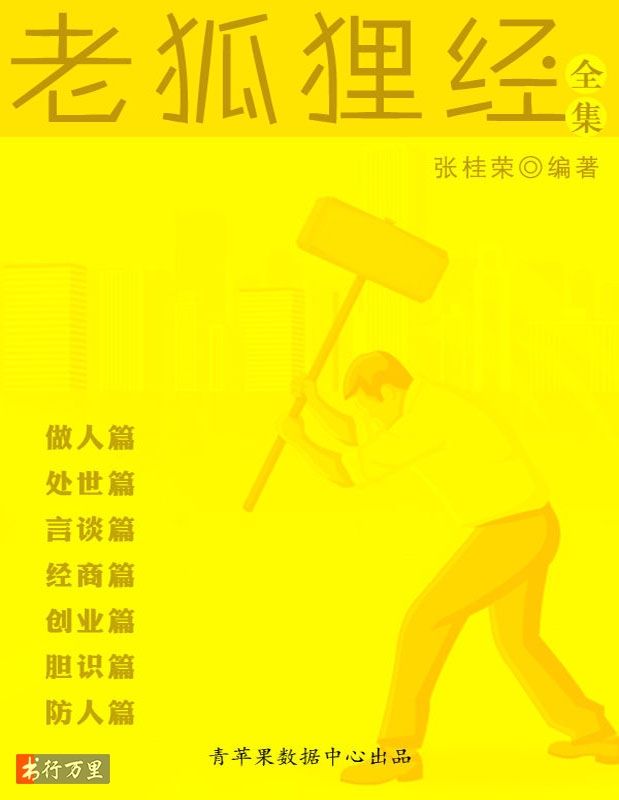 老狐狸经
全集
张桂荣◎编著
做人篇
处世篇
言谈篇
经商篇
创业篇
胆识篇
防人篇
青苹果数据中心出品
书行万里